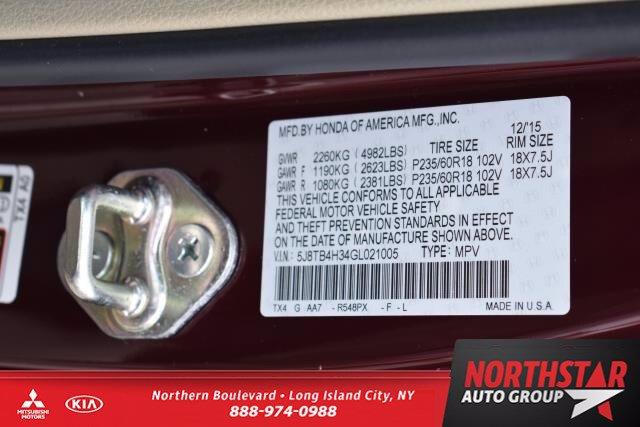 MFD.BY HONDA OF AMERICA MFG.,INC. 12/15
TIRE SIZE RIM SIZE
GVWR 2260KG ( 4982LBS)
GAWR F 1190KG ( 2623LBS) P235/60R18 102V 18X7.5J
GAWR R 1080KG ( 2381LBS) P235/60R18 102V 18X7.5J
THIS VEHICLE CONFORMS TO ALL APPLICABLE
FEDERAL MOTOR VEHICLE SAFETY
AND THEFT PREVENTION STANDARDS IN EFFECT
ON THE DATE OF MANUFACTURE SHOWN ABOVE.
V.I.N: 5J8TB4H34GL021005 TYPE: MPV
TX4 G AA7 - R548PX - F - L MADE IN U.S.A.
TX4 A0
MITSUBISHI
MOTORS
KIA
Northern Boulevard • Long Island City, NY
888-974-0988
NORTHSTAR
AUTO GROUP